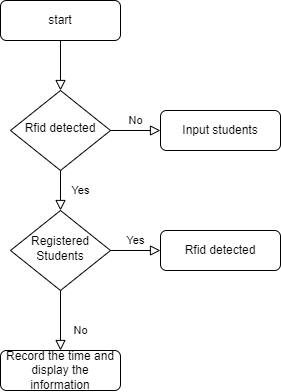 start
Rfid detected
No
Input students
Yes
Registered
Students
Yes
Rfid detected
No
Record the time and
display the
information